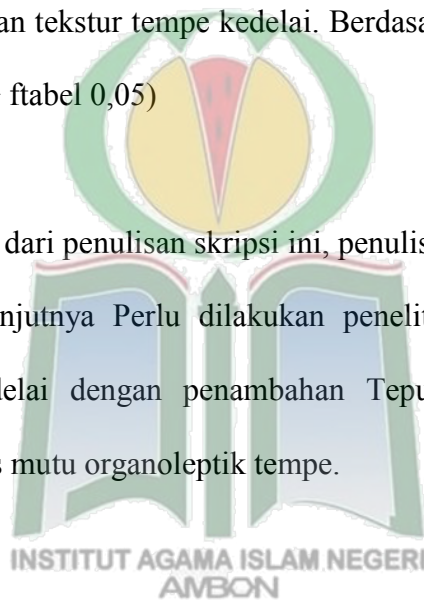 an tekstur tempe kedelai. Berdasa
ftabel 0,05)
dari penulisan skripsi ini, penulis
njutnya Perlu dilakukan penelit
delai dengan penambahan Tepu
s mutu organoleptik tempe.
INSTITUT AGAMA ISLAM NEGERI
AMBON